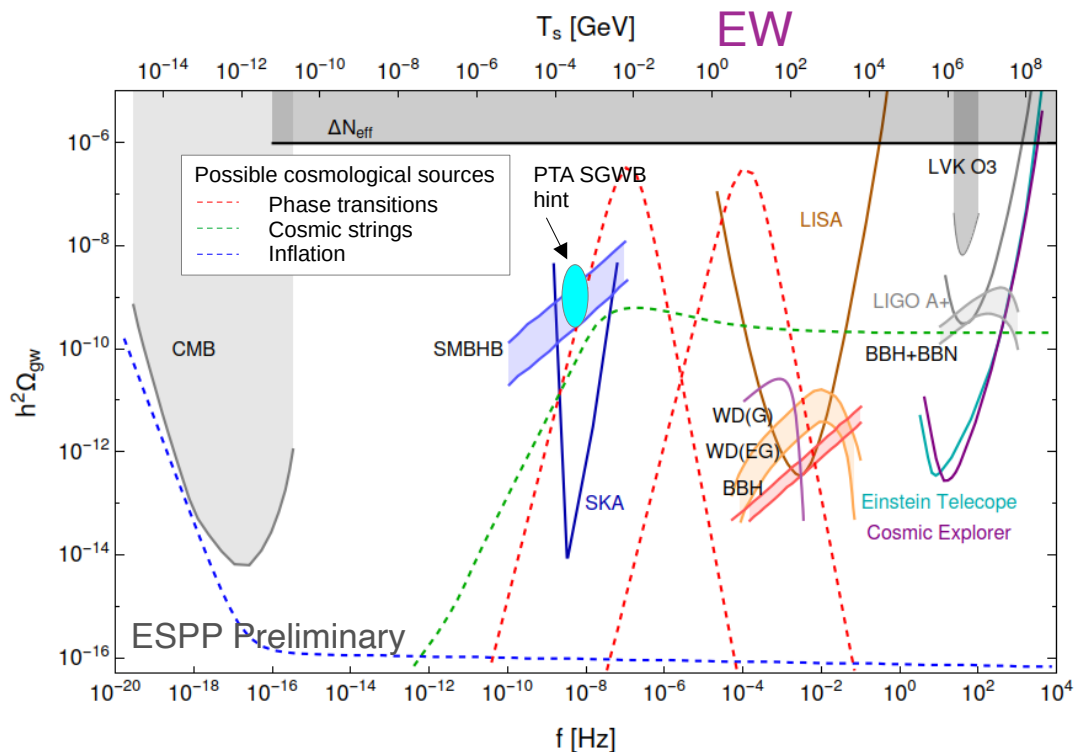 T_s [GeV]
EW
10^-14 10^-12 10^-10 10^-8 10^-6 10^-4 10^-2 10^0 10^2 10^4 10^6 10^8
10^-6
10^-8
10^-10
10^-12
10^-14
10^-16
h²Ω_gw
ΔN_eff
Possible cosmological sources
Phase transitions
Cosmic strings
Inflation
PTA SGWB
hint
LVK O3
LISA
LIGO A+
CMB
SMBHB
BBH+BBN
WD(G)
WD(EG)
BBH
SKA
Einstein Telecope
Cosmic Explorer
ESPP Preliminary
10^-20 10^-18 10^-16 10^-14 10^-12 10^-10 10^-8 10^-6 10^-4 10^-2 10^0 10^2 10^4
f [Hz]